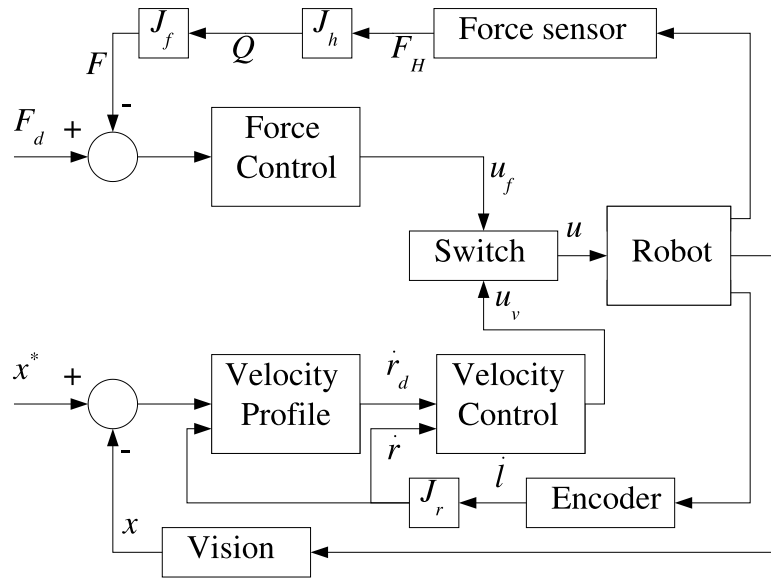 J_f
J_h
Force sensor
F
Q
F_H
-
F_d
+
Force
Control
u_f
Switch
u
Robot
u_v
x*
+
Velocity
Profile
ṙ_d
Velocity
Control
-
ṙ
l̇
J_r
Encoder
x
Vision